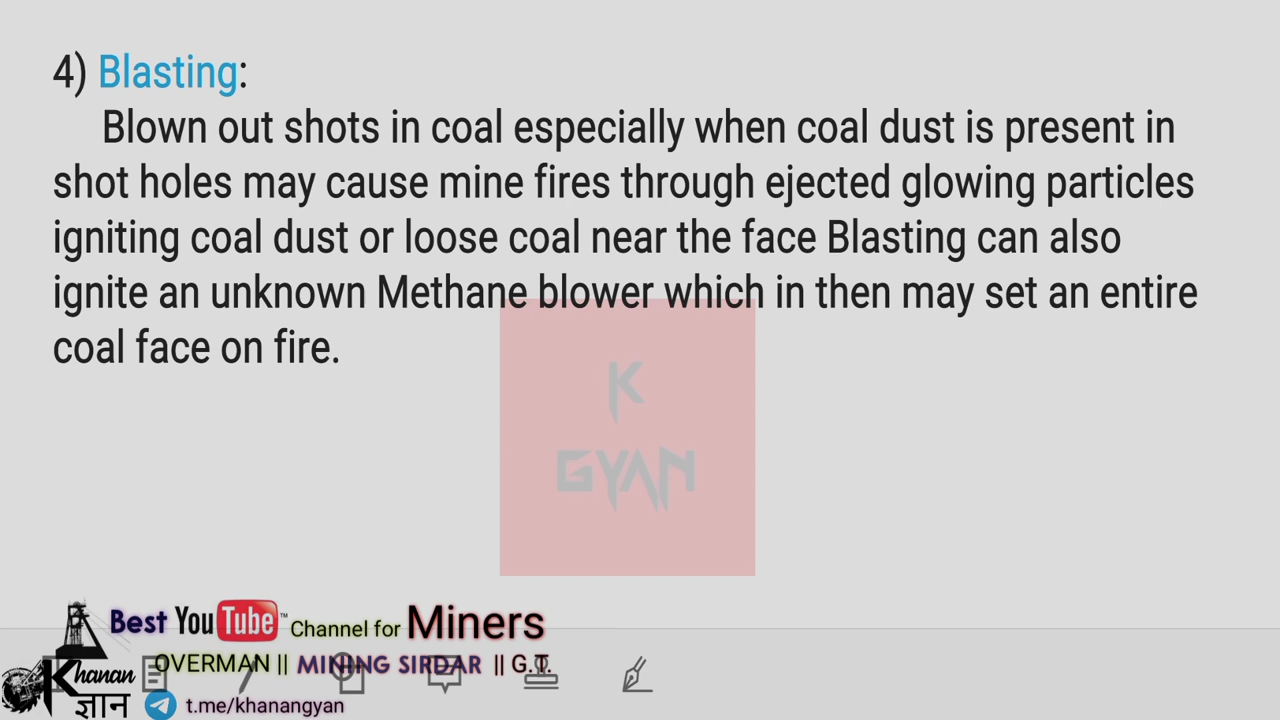 4) Blasting:
Blown out shots in coal especially when coal dust is present in
shot holes may cause mine fires through ejected glowing particles
igniting coal dust or loose coal near the face Blasting can also
ignite an unknown Methane blower which in then may set an entire
coal face on fire.
K
GYAN
Best YouTube™ Channel for Miners
OVERMAN || MINING SIRDAR || G.T.
Khanan
ज्ञान
t.me/khanangyan